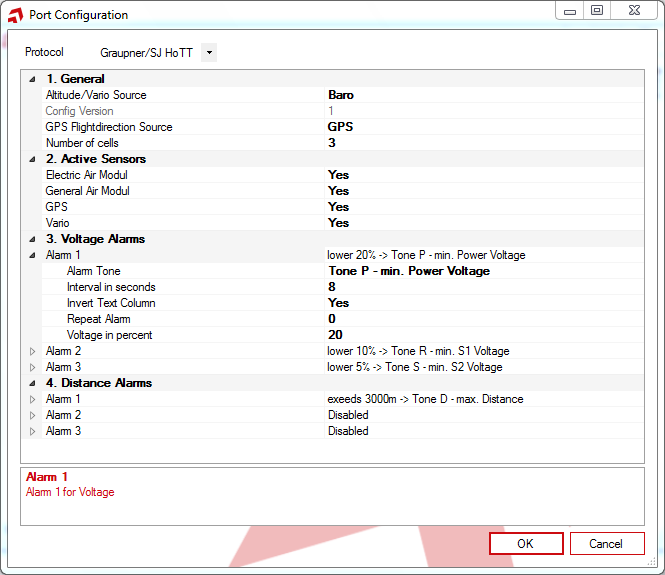 Port Configuration
Protocol Graupner/SJ HoTT
1. General
Altitude/Vario Source Baro
Config Version 1
GPS Flightdirection Source GPS
Number of cells 3
2. Active Sensors
Electric Air Modul Yes
General Air Modul Yes
GPS Yes
Vario Yes
3. Voltage Alarms
Alarm 1 lower 20% -> Tone P - min. Power Voltage
Alarm Tone Tone P - min. Power Voltage
Interval in seconds 8
Invert Text Column Yes
Repeat Alarm 0
Voltage in percent 20
Alarm 2 lower 10% -> Tone R - min. S1 Voltage
Alarm 3 lower 5% -> Tone S - min. S2 Voltage
4. Distance Alarms
Alarm 1 exeeds 3000m -> Tone D - max. Distance
Alarm 2 Disabled
Alarm 3 Disabled
Alarm 1
Alarm 1 for Voltage
OK Cancel